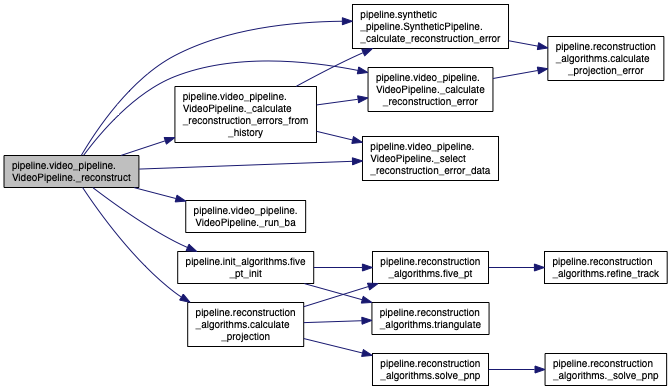 pipeline.synthetic
_pipeline.SyntheticPipeline.
_calculate_reconstruction_error
pipeline.reconstruction
_algorithms.calculate
_projection_error
pipeline.video_pipeline.
VideoPipeline._calculate
_reconstruction_error
pipeline.video_pipeline.
VideoPipeline._calculate
_reconstruction_errors_from
_history
pipeline.video_pipeline.
VideoPipeline._select
_reconstruction_error_data
pipeline.video_pipeline.
VideoPipeline._reconstruct
pipeline.video_pipeline.
VideoPipeline._run_ba
pipeline.init_algorithms.five
_pt_init
pipeline.reconstruction
_algorithms.five_pt
pipeline.reconstruction
_algorithms.refine_track
pipeline.reconstruction
_algorithms.calculate
_projection
pipeline.reconstruction
_algorithms.triangulate
pipeline.reconstruction
_algorithms.solve_pnp
pipeline.reconstruction
_algorithms._solve_pnp